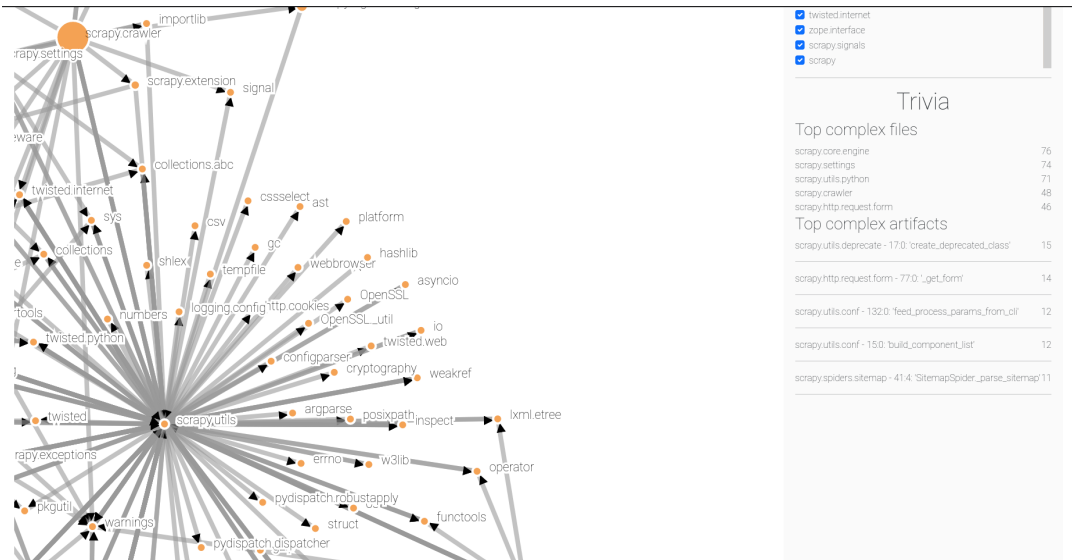 importlib
scrapy.crawler
scrapy.extension
signal
collections.abc
twisted.internet
cssselect
ast
sys
csv
platform
collections
gc
hashlib
shlex
tempfile
webbrowser
asyncio
OpenSSL
numbers
logging.config
http.cookies
OpenSSL._util
io
twisted.python
twisted.web
configparser
cryptography
weakref
argparse
lxml.etree
twisted
scrapy.utils
posixpath
inspect
errno
w3lib
operator
pydispatch.robustapply
pkgutil
functools
warnings
struct
pydispatch.dispatcher
twisted.internet
zope.interface
scrapy.signals
scrapy
Trivia
Top complex files
scrapy.core.engine 76
scrapy.settings 74
scrapy.utils.python 71
scrapy.crawler 48
scrapy.http.request.form 46
Top complex artifacts
scrapy.utils.deprecate - 17:0: 'create_deprecated_class' 15
scrapy.http.request.form - 77:0: '_get_form' 14
scrapy.utils.conf - 132:0: 'feed_process_params_from_cli' 12
scrapy.utils.conf - 15:0: 'build_component_list' 12
scrapy.spiders.sitemap - 41:4: 'SitemapSpider._parse_sitemap' 11